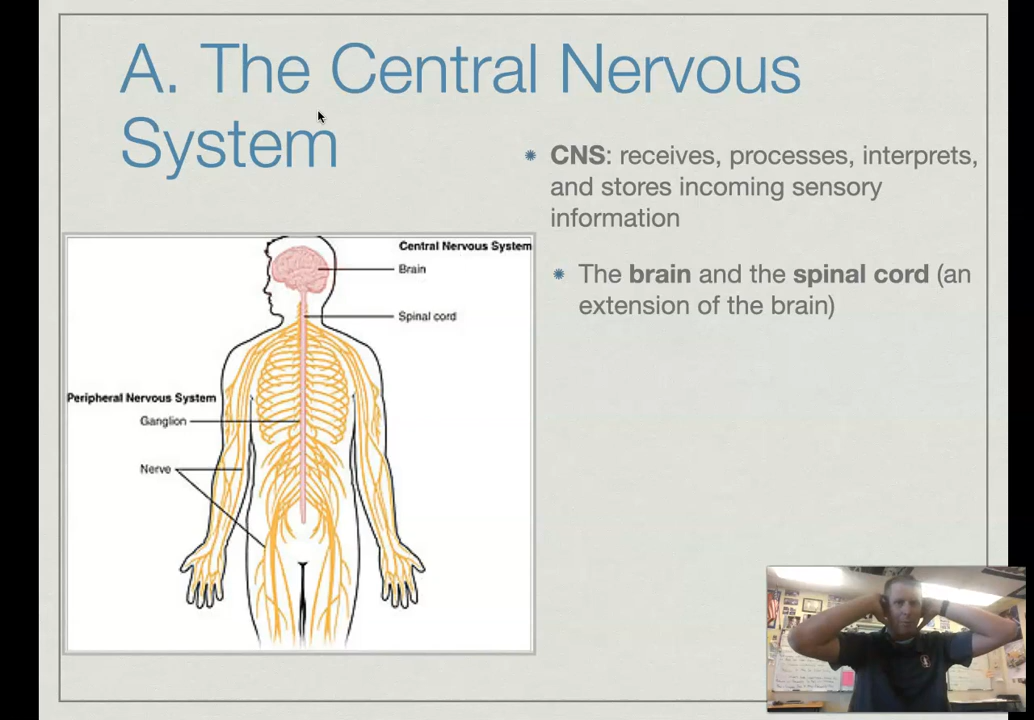 A. The Central Nervous
System
CNS: receives, processes, interprets,
and stores incoming sensory
information
The brain and the spinal cord (an
extension of the brain)
Central Nervous System
Brain
Spinal cord
Peripheral Nervous System
Ganglion
Nerve